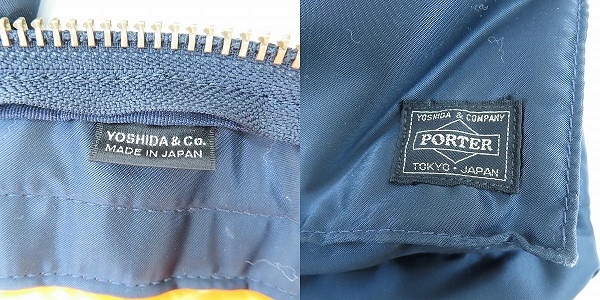 YOSHIDA & Co.
MADE IN JAPAN
YOSHIDA & COMPANY
PORTER
TOKYO・JAPAN